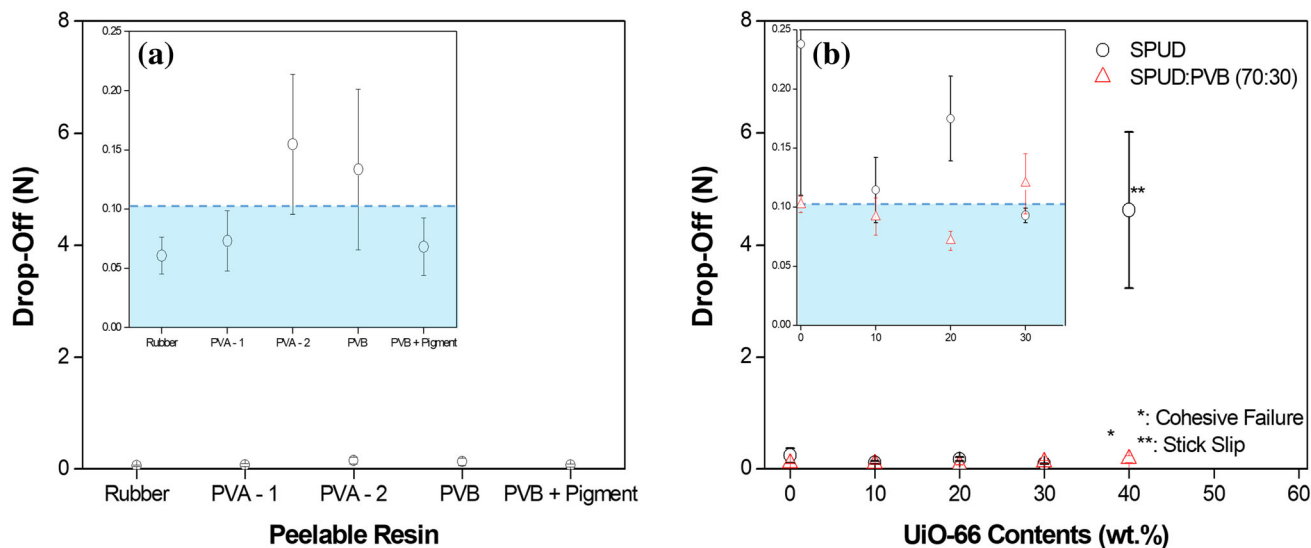 (a)
Drop-Off (N)
8
6
4
2
0
0.25
0.20
0.15
0.10
0.05
0.00
Rubber PVA - 1 PVA - 2 PVB PVB + Pigment
Rubber PVA - 1 PVA - 2 PVB PVB + Pigment
Peelable Resin
(b)
Drop-Off (N)
8
6
4
2
0
0.25
0.20
0.15
0.10
0.05
0.00
0 10 20 30
SPUD
SPUD:PVB (70:30)
**
*
*: Cohesive Failure
**: Stick Slip
0 10 20 30 40 50 60
UiO-66 Contents (wt.%)